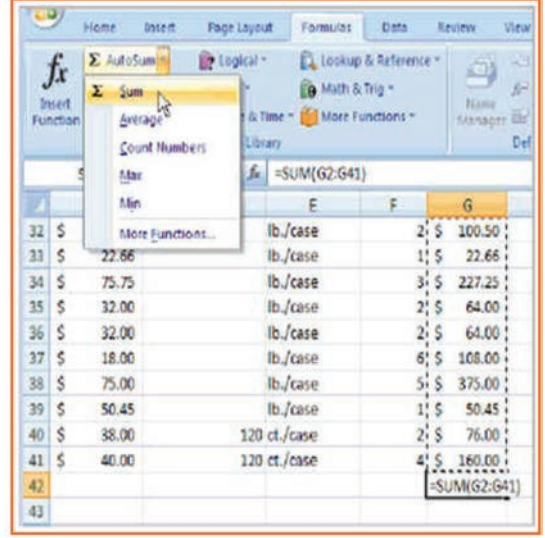 Home Insert Page Layout Formulas Data Review View
fx Σ AutoSum Logical Lookup & Reference
Σ Sum Math & Trig
Insert Function Average & Time More Functions Name Manager
Count Numbers Library Def
Max fx =SUM(G2:G41)
Min
More Functions...
E F G
32 $ lb./case 2 $ 100.50
33 $ 22.66 lb./case 1 $ 22.66
34 $ 75.75 lb./case 3 $ 227.25
35 $ 32.00 lb./case 2 $ 64.00
36 $ 32.00 lb./case 2 $ 64.00
37 $ 18.00 lb./case 6 $ 108.00
38 $ 75.00 lb./case 5 $ 375.00
39 $ 50.45 lb./case 1 $ 50.45
40 $ 38.00 120 ct./case 2 $ 76.00
41 $ 40.00 120 ct./case 4 $ 160.00
42 =SUM(G2:G41)
43